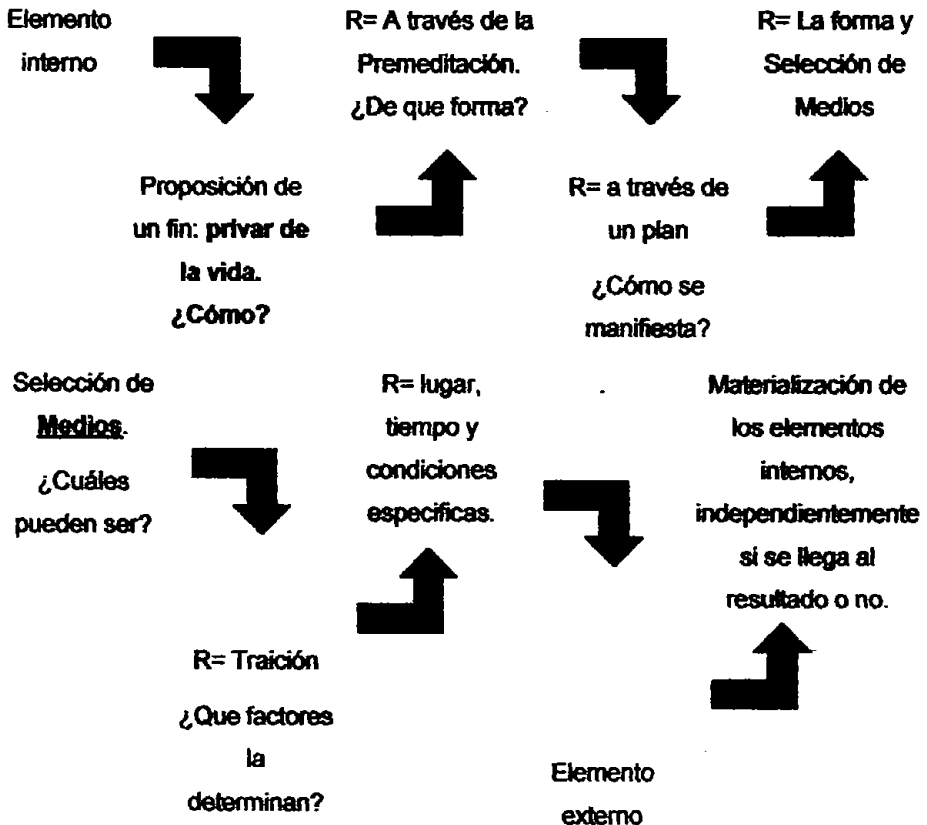 Elemento
interno
Proposición de
un fin: privar de
la vida.
¿Cómo?
R= A través de la
Premeditación.
¿De que forma?
R= a través de
un plan
¿Cómo se
manifiesta?
R= La forma y
Selección de
Medios
Selección de
Medios.
¿Cuáles
pueden ser?
R= Traición
¿Que factores
la
determinan?
R= lugar,
tiempo y
condiciones
especificas.
Elemento
externo
Materialización de
los elementos
internos,
independientemente
si se llega al
resultado o no.